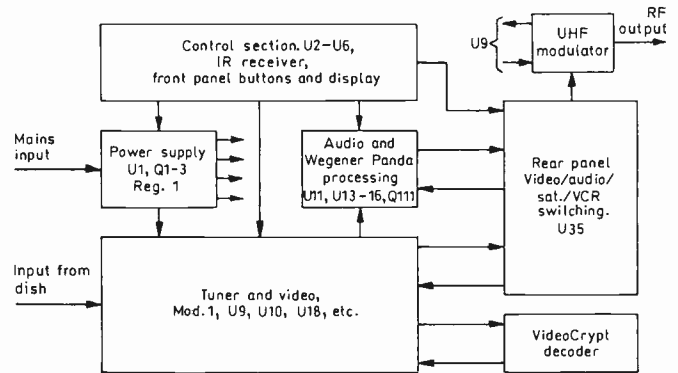 Control section. U2-U6,
IR receiver,
front panel buttons and display
U9
UHF
modulator
RF
output
Mains
input
Power supply
U1, Q1-3
Reg. 1
Audio and
Wegener Panda
processing
U11, U13-16, Q111
Rear panel
Video/audio/
sat./VCR
switching.
U35
Input from
dish
Tuner and video,
Mod.1, U9, U10, U18, etc.
VideoCrypt
decoder